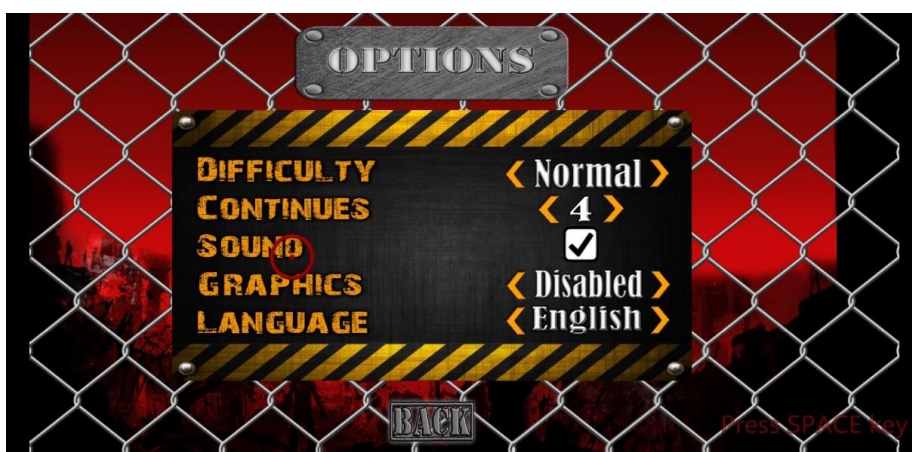 OPTIONS
DIFFICULTY < Normal >
CONTINUES < 4 >
SOUND
GRAPHICS < Disabled >
LANGUAGE < English >
BACK
Press SPACE key